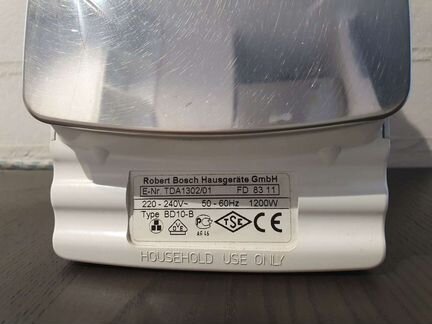 Robert Bosch Hausgeräte GmbH
E-Nr. TDA1302/01 FD 83 11
220 - 240V~ 50 - 60Hz 1200W
Type BD10-B
TSE
HOUSEHOLD USE ONLY